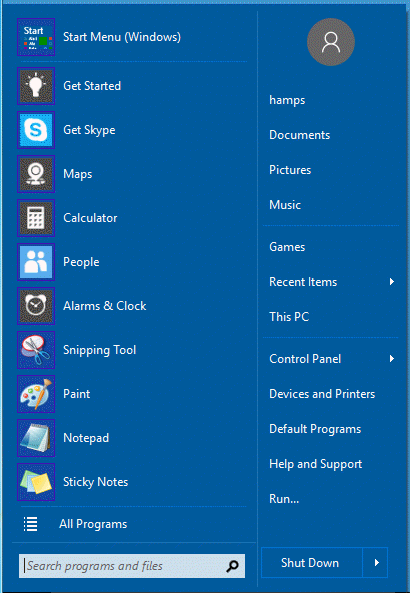 Start
Start Menu (Windows)
Get Started
Get Skype
Maps
Calculator
People
Alarms & Clock
Snipping Tool
Paint
Notepad
Sticky Notes
All Programs
Search programs and files
hamps
Documents
Pictures
Music
Games
Recent Items
This PC
Control Panel
Devices and Printers
Default Programs
Help and Support
Run...
Shut Down